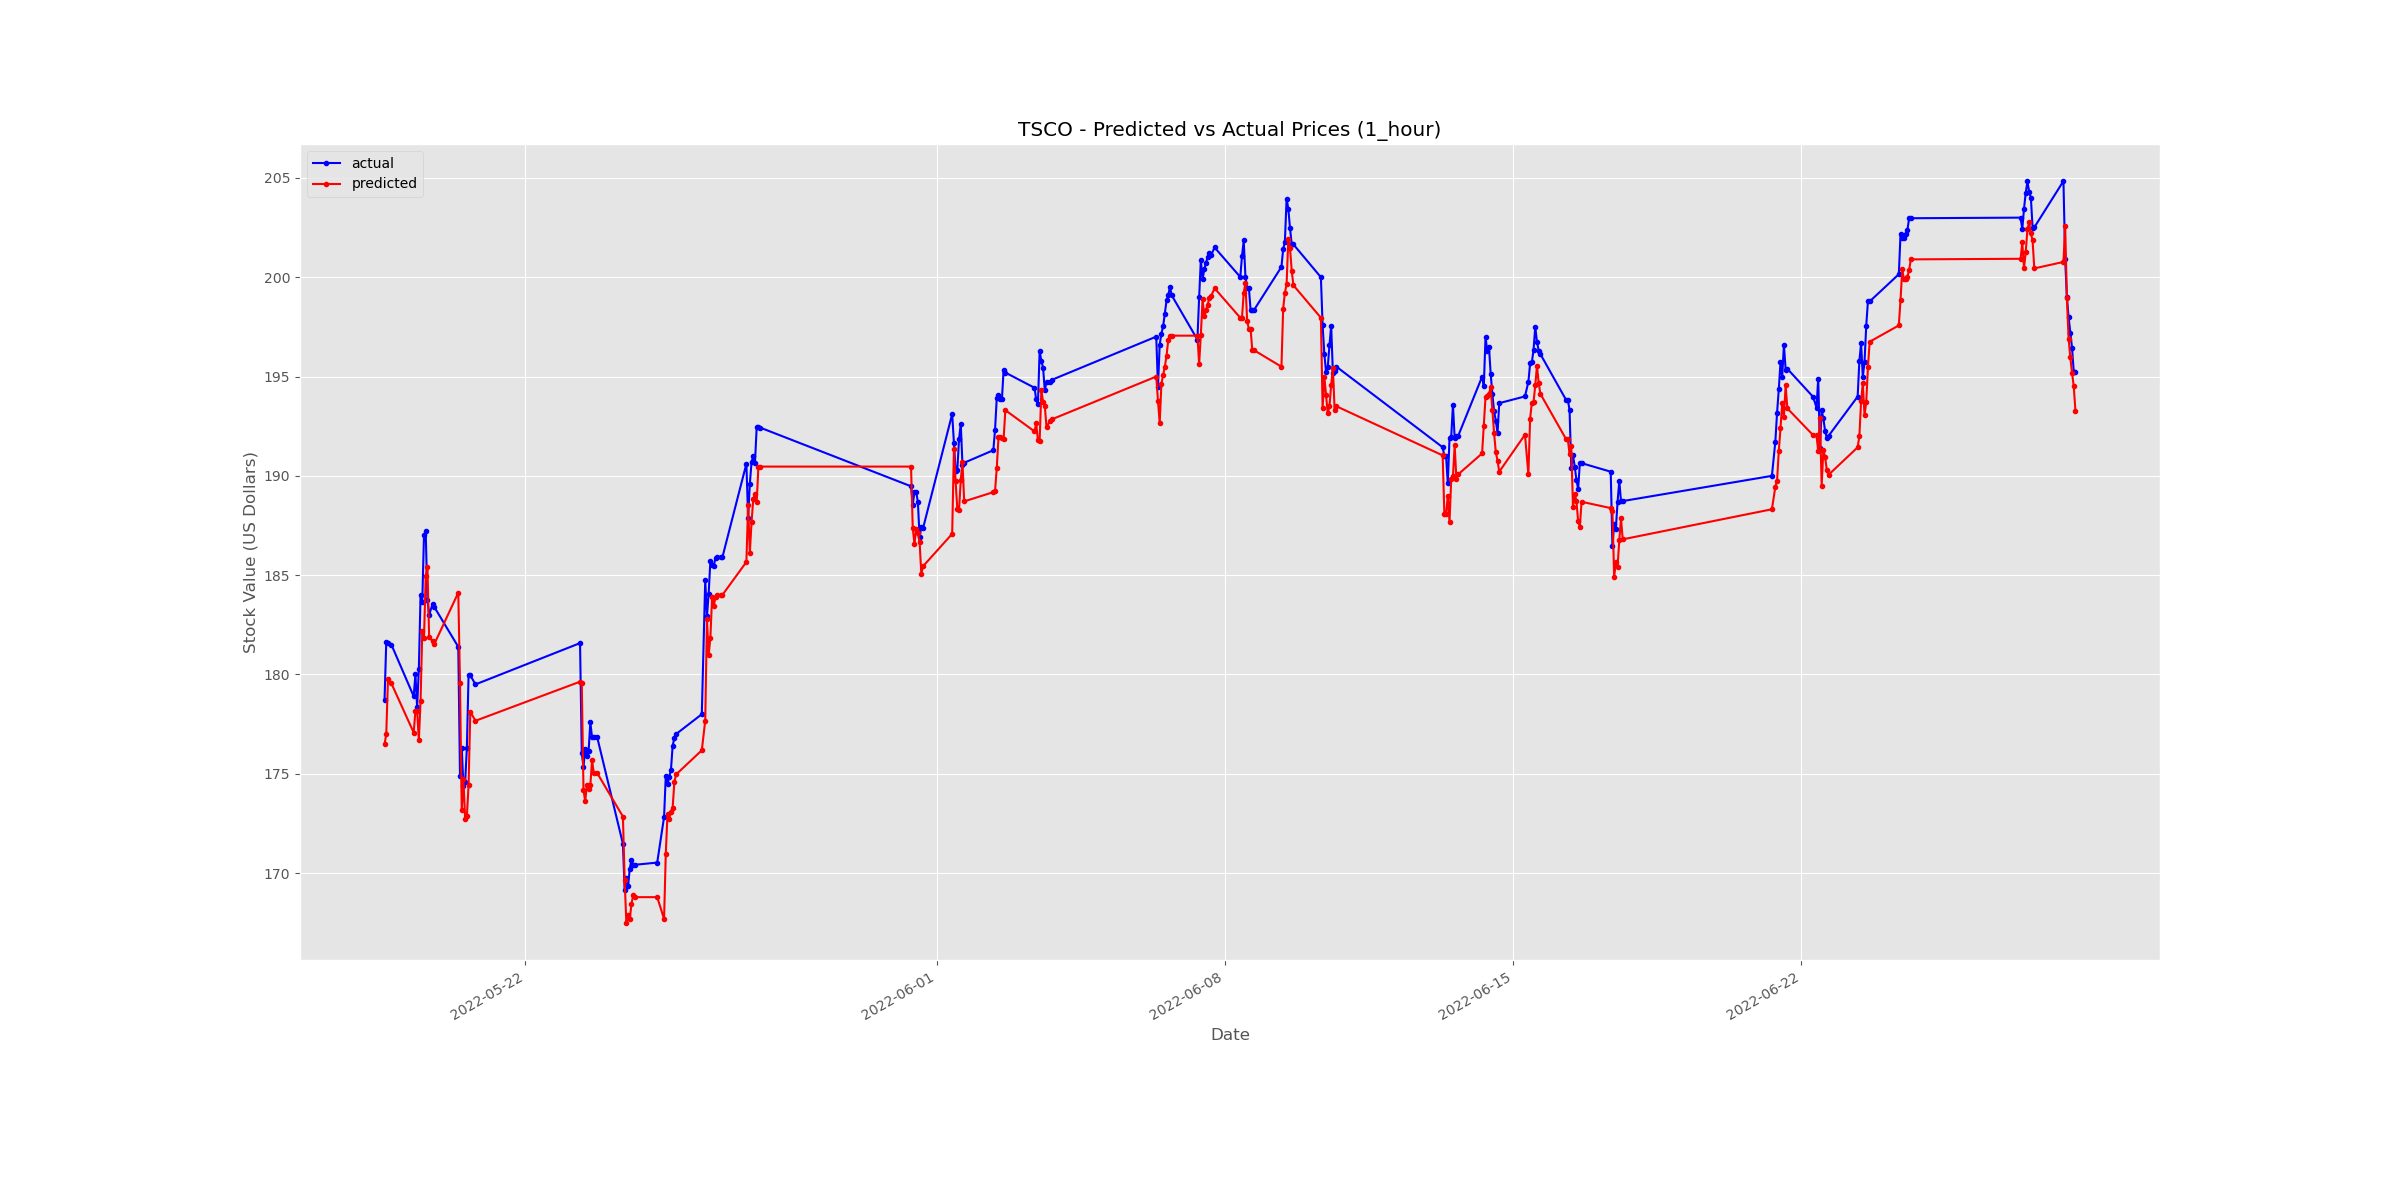 TSCO - Predicted vs Actual Prices (1_hour)
actual
predicted
205
200
195
190
185
180
175
170
Stock Value (US Dollars)
2022-05-22
2022-06-01
2022-06-08
2022-06-15
2022-06-22
Date